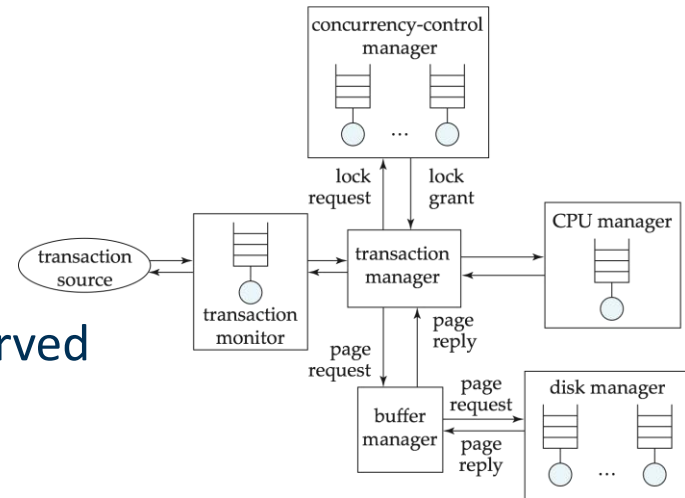 concurrency-control
manager
...
lock
request
lock
grant
transaction
source
transaction
monitor
transaction
manager
CPU manager
rved
page
request
page
reply
buffer
manager
page
request
page
reply
disk manager
...